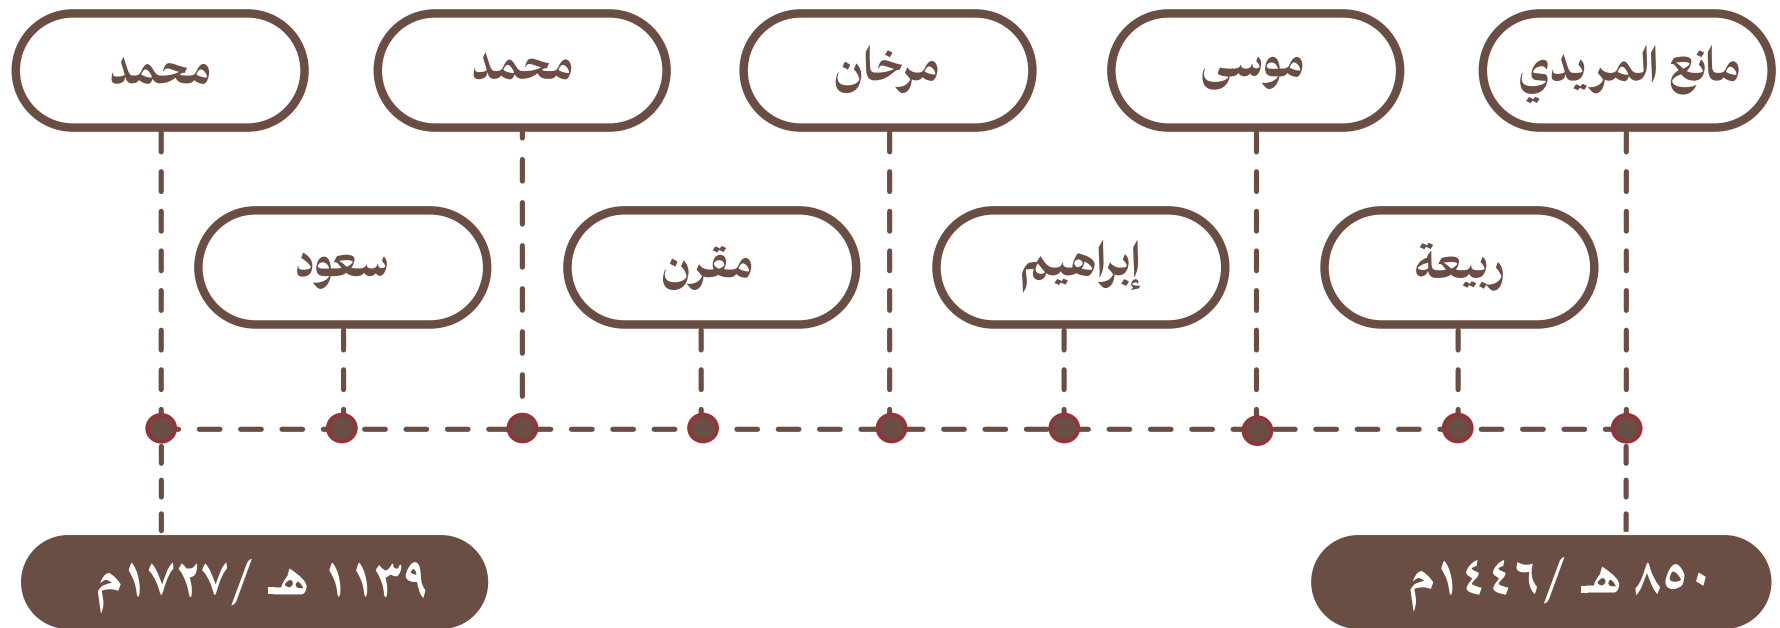 مانع المريدي
موسى
مرخان
محمد
محمد
ربيعة
إبراهيم
مقرن
سعود
٨٥٠ هـ /١٤٤٦م
١١٣٩ هـ /١٧٢٧م